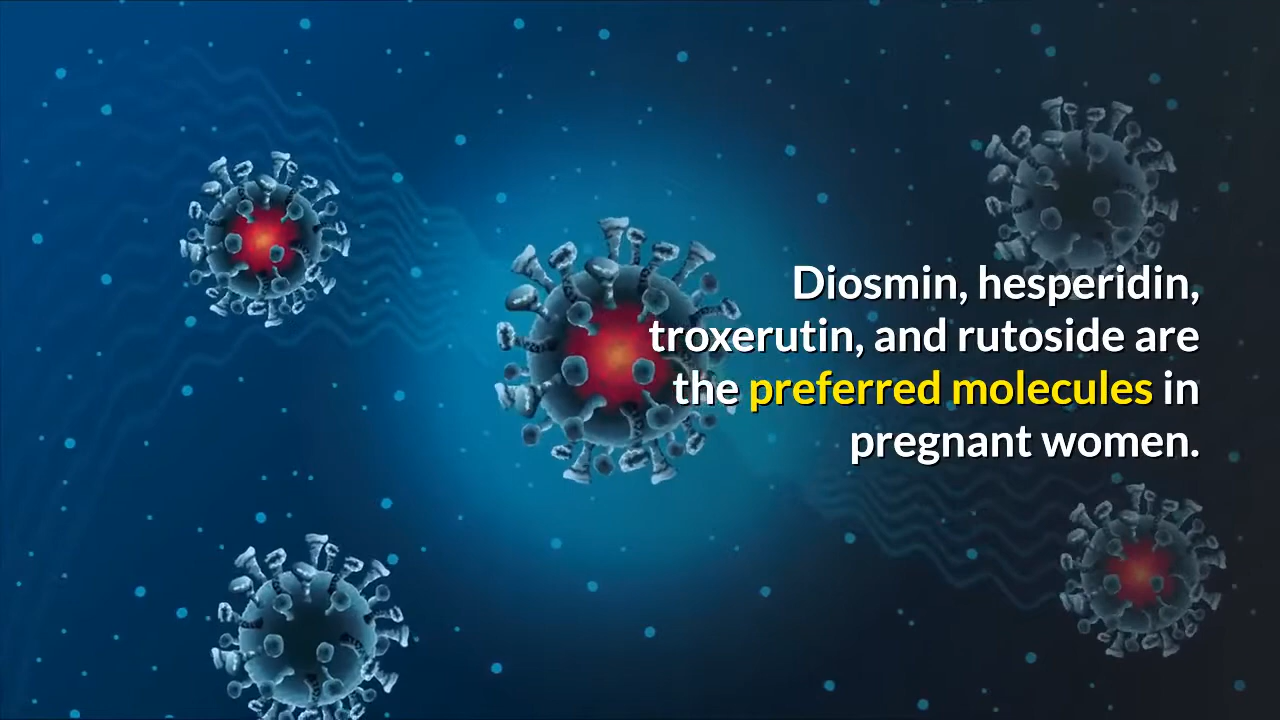 Diosmin, hesperidin,
troxerutin, and rutoside are
the preferred molecules in
pregnant women.